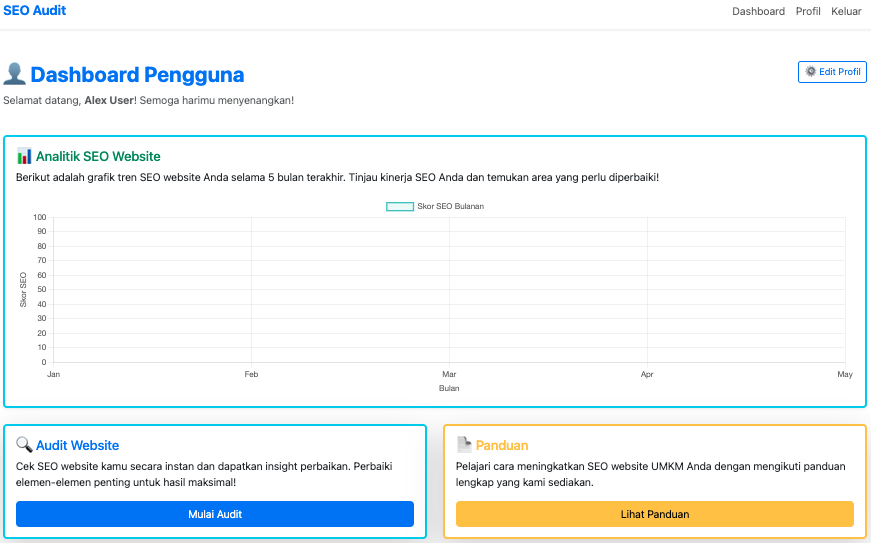 SEO Audit
Dashboard Profil Keluar
Dashboard Pengguna
Edit Profil
Selamat datang, Alex User! Semoga harimu menyenangkan!
Analitik SEO Website
Berikut adalah grafik tren SEO website Anda selama 5 bulan terakhir. Tinjau kinerja SEO Anda dan temukan area yang perlu diperbaiki!
Skor SEO Bulanan
Skor SEO
100
90
80
70
60
50
40
30
20
10
0
Jan Feb Mar Apr May
Bulan
Audit Website
Cek SEO website kamu secara instan dan dapatkan insight perbaikan. Perbaiki
elemen-elemen penting untuk hasil maksimal!
Mulai Audit
Panduan
Pelajari cara meningkatkan SEO website UMKM Anda dengan mengikuti panduan
lengkap yang kami sediakan.
Lihat Panduan